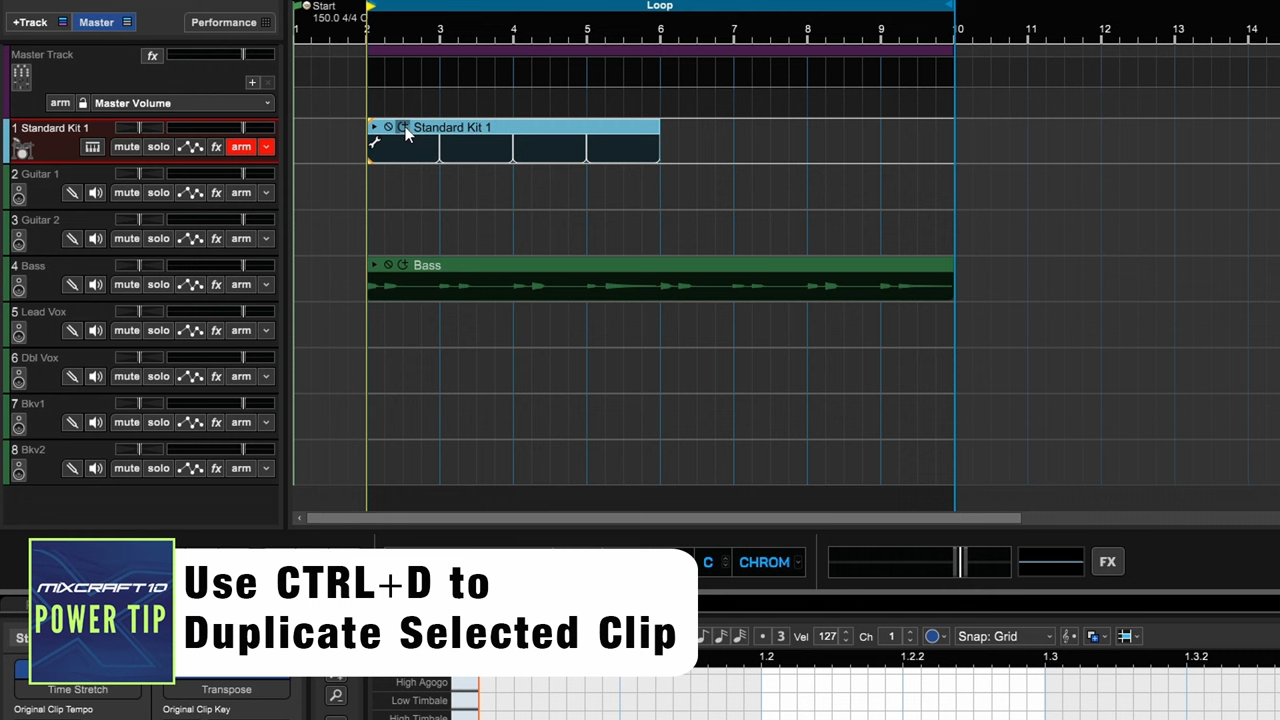 Start
Loop
+Track
Master
Performance
150.0 4/4 C
1 2 3 4 5 6 7 8 9 10 11 12 13 14
Master Track
fx
arm
Master Volume
1 Standard Kit 1
mute solo fx arm
Standard Kit 1
2 Guitar 1
mute solo fx arm
3 Guitar 2
mute solo fx arm
4 Bass
mute solo fx arm
Bass
5 Lead Vox
mute solo fx arm
6 Dbl Vox
mute solo fx arm
7 Bkv1
mute solo fx arm
8 Bkv2
mute solo fx arm
C CHROM
FX
MIXCRAFT10
POWER TIP
Use CTRL+D to
Duplicate Selected Clip
3 Vel 127 Ch 1 Snap: Grid
1.2 1.2.2 1.3 1.3.2
Time Stretch
Transpose
Original Clip Tempo
Original Clip Key
High Agogo
Low Timbale
High Timbale